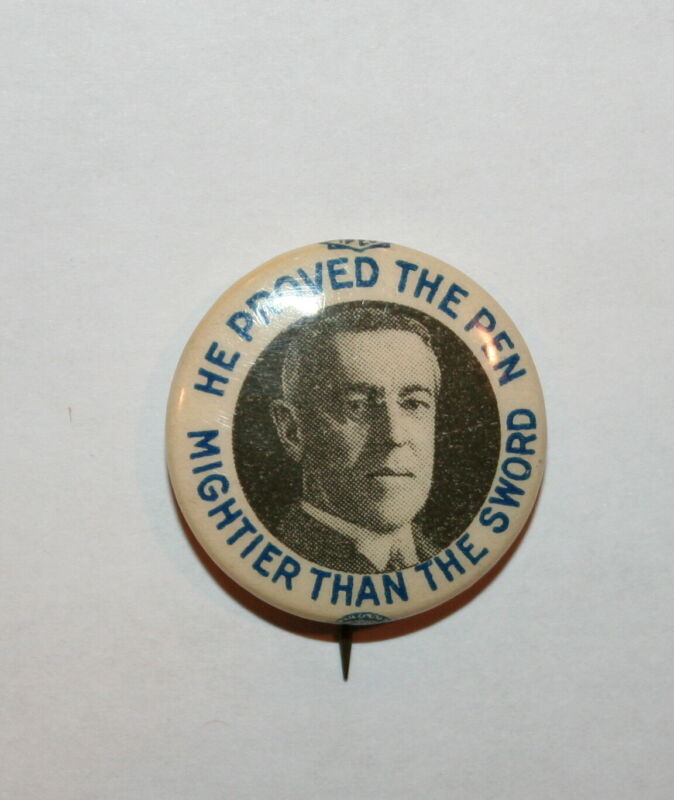 HE PROVED THE PEN
MIGHTIER THAN THE SWORD